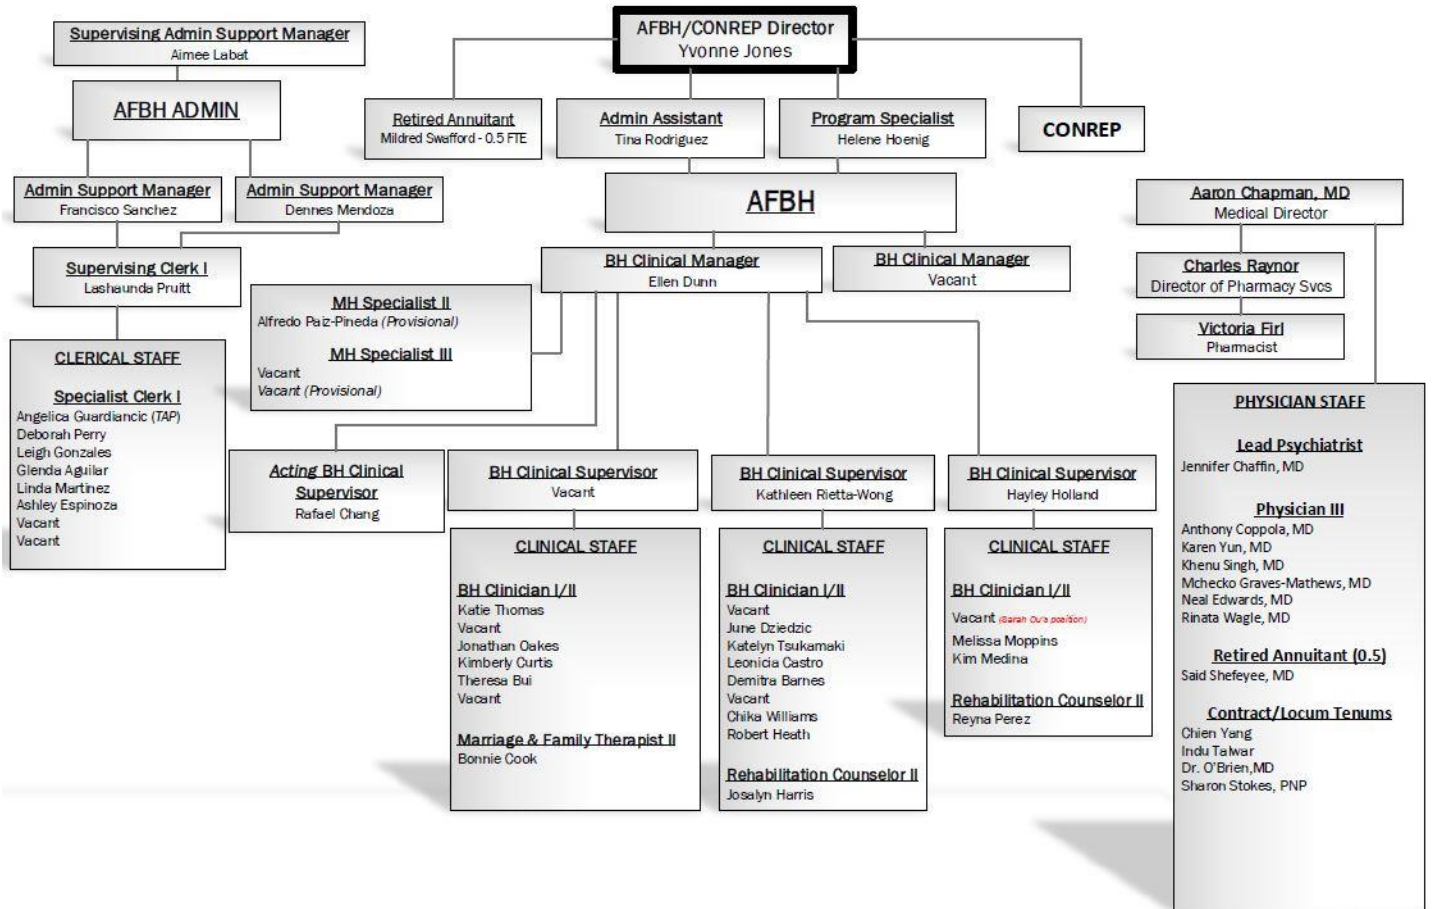 Supervising Admin Support Manager
Aimee Labat
AFBH ADMIN
Admin Support Manager
Francisco Sanchez
Admin Support Manager
Dennes Mendoza
Supervising Clerk I
Lashaunda Pruitt
CLERICAL STAFF
Specialist Clerk I
Angelica Guardiancic (TAP)
Deborah Perry
Leigh Gonzales
Glenda Aguilar
Linda Martinez
Ashley Espinoza
Vacant
Vacant
AFBH/CONREP Director
Yvonne Jones
Retired Annuitant
Mildred Swafford - 0.5 FTE
Admin Assistant
Tina Rodriguez
Program Specialist
Helene Hoenig
CONREP
AFBH
BH Clinical Manager
Ellen Dunn
BH Clinical Manager
Vacant
MH Specialist II
Alfredo Paiz-Pineda (Provisional)
MH Specialist III
Vacant
Vacant (Provisional)
Acting BH Clinical
Supervisor
Rafael Chang
BH Clinical Supervisor
Vacant
CLINICAL STAFF
BH Clinician I/II
Katie Thomas
Vacant
Jonathan Oakes
Kimberly Curtis
Theresa Bui
Vacant
Marriage & Family Therapist II
Bonnie Cook
BH Clinical Supervisor
Kathleen Rietta-Wong
CLINICAL STAFF
BH Clinician I/II
Vacant
June Dziedzic
Katelyn Tsukamaki
Leonicia Castro
Demitra Barnes
Vacant
Chika Williams
Robert Heath
Rehabilitation Counselor II
Josalyn Harris
BH Clinical Supervisor
Hayley Holland
CLINICAL STAFF
BH Clinician I/II
Vacant (Sarah Ou's position)
Melissa Moppins
Kim Medina
Rehabilitation Counselor II
Reyna Perez
Aaron Chapman, MD
Medical Director
Charles Raynor
Director of Pharmacy Svcs
Victoria Firl
Pharmacist
PHYSICIAN STAFF
Lead Psychiatrist
Jennifer Chaffin, MD
Physician III
Anthony Coppola, MD
Karen Yun, MD
Khenu Singh, MD
Mchecko Graves-Mathews, MD
Neal Edwards, MD
Rinata Wagle, MD
Retired Annuitant (0.5)
Said Shefeyee, MD
Contract/Locum Tenums
Chien Yang
Indu Talwar
Dr. O'Brien,MD
Sharon Stokes, PNP